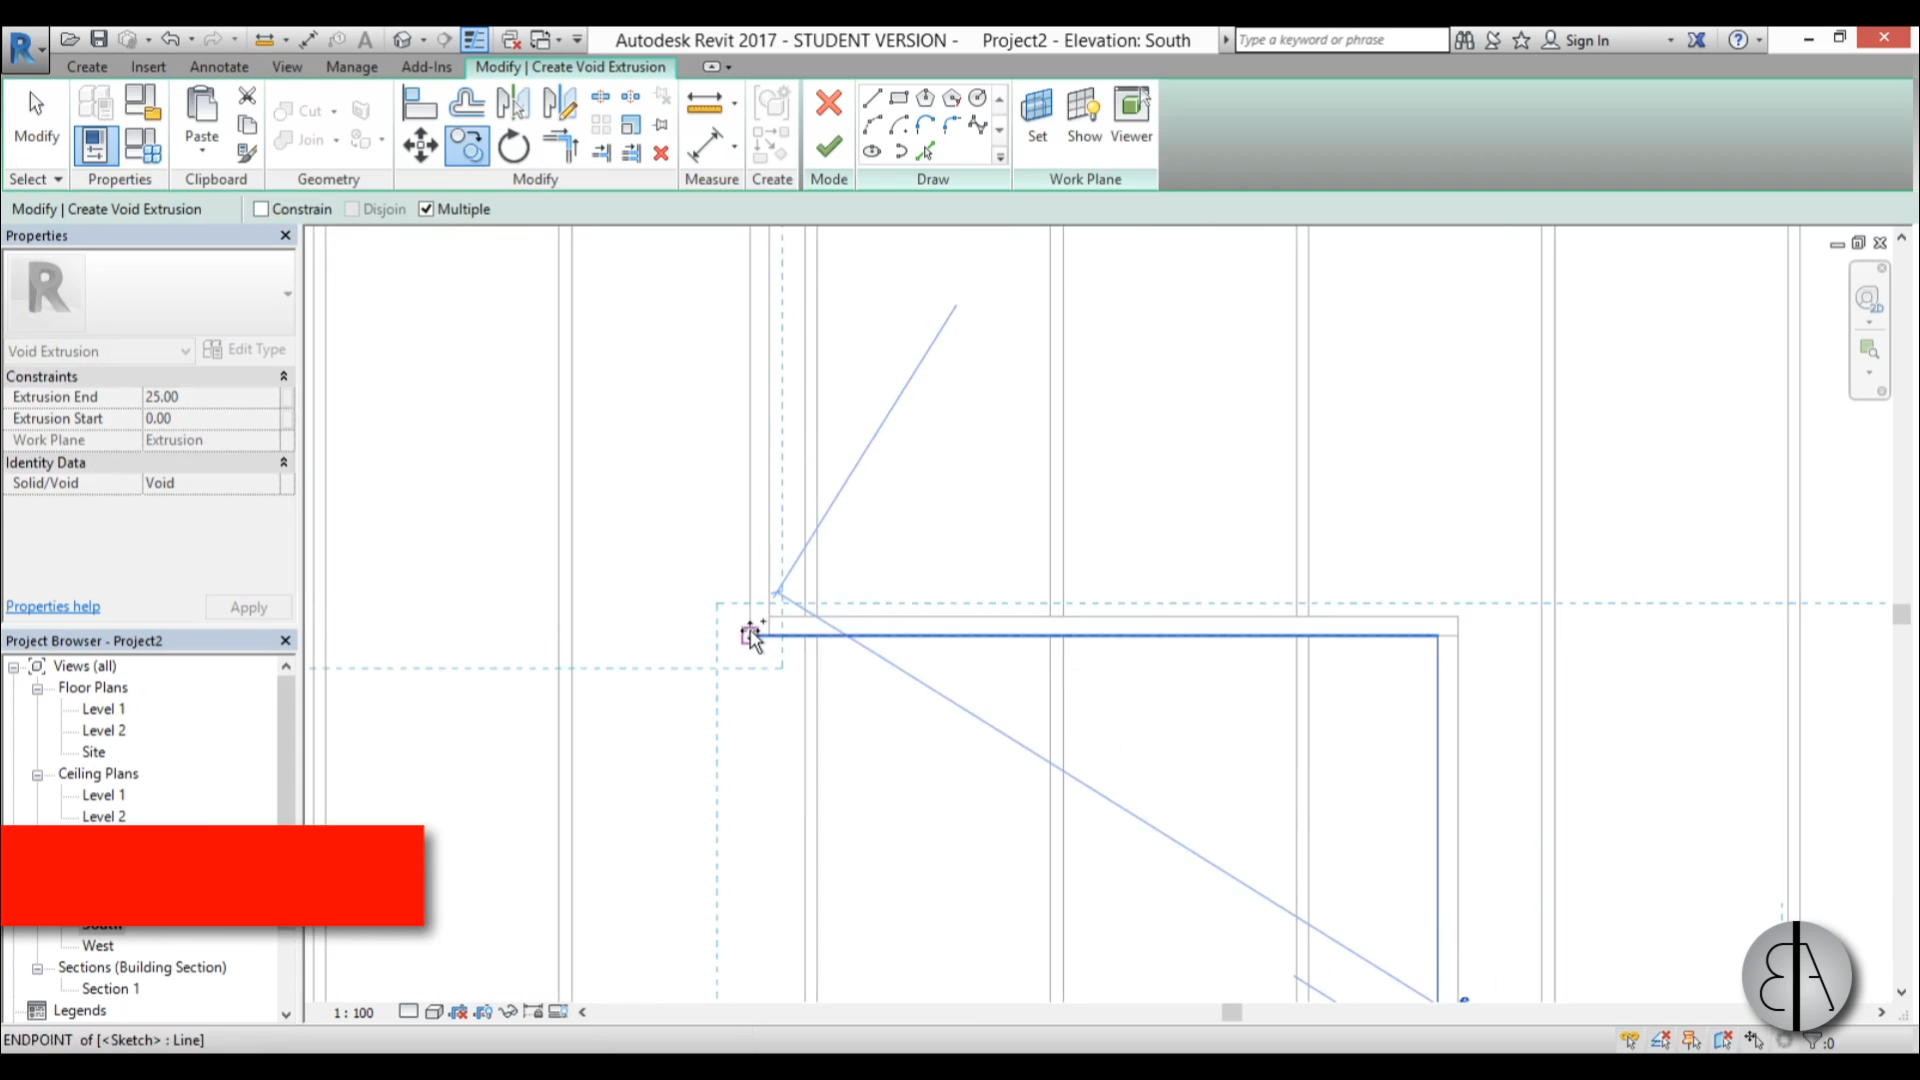 Autodesk Revit 2017 - STUDENT VERSION - Project2 - Elevation: South
Type a keyword or phrase
Sign In
Create Insert Annotate View Manage Add-Ins Modify | Create Void Extrusion
Modify
Paste
Cut
Join
Set Show Viewer
Select Properties Clipboard Geometry Modify Measure Create Mode Draw Work Plane
Modify | Create Void Extrusion Constrain Disjoin Multiple
Properties
R
Void Extrusion Edit Type
Constraints
Extrusion End 25.00
Extrusion Start 0.00
Work Plane Extrusion
Identity Data
Solid/Void Void
Properties help Apply
Project Browser - Project2
Views (all)
Floor Plans
Level 1
Level 2
Site
Ceiling Plans
Level 1
Level 2
West
Sections (Building Section)
Section 1
Legends
2D
1 : 100
ENDPOINT of [<Sketch> : Line]
:0